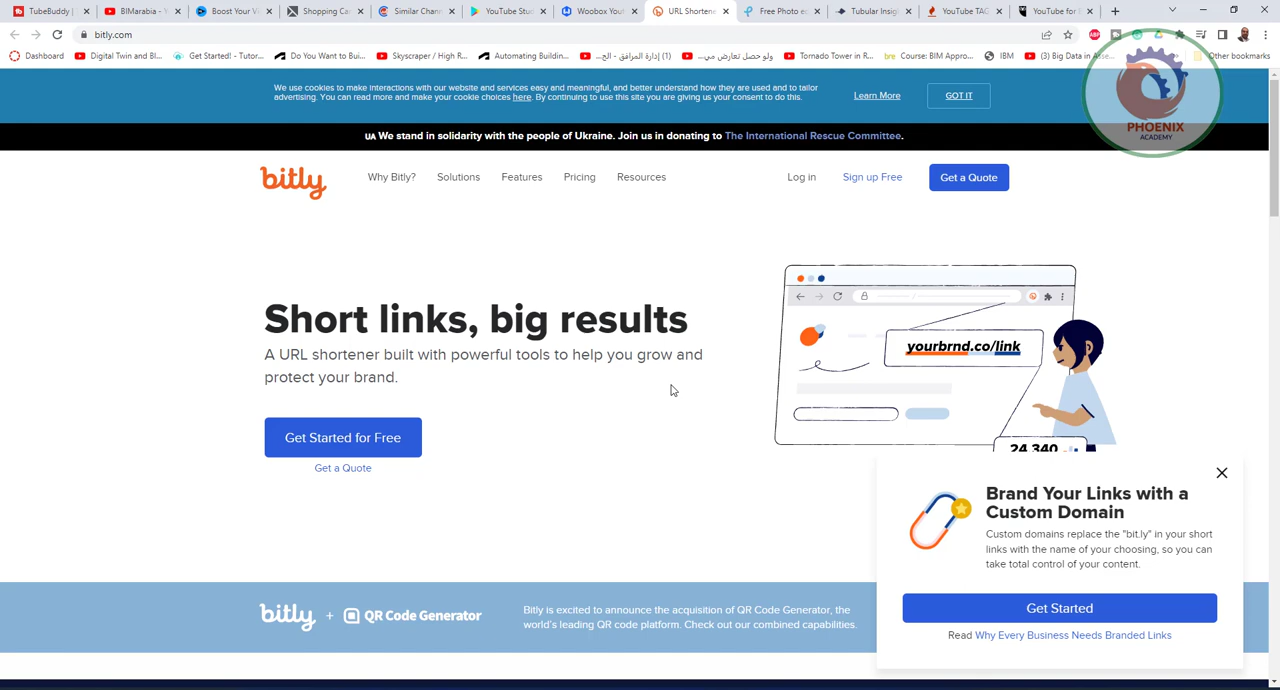 TubeBuddy |
BIMarabia - Y
Boost Your Vi
Shopping Ca
Similar Chann
YouTube Stu
Woobox Yout
URL Shortene
Free Photo e
Tubular Insig
YouTube TAG
YouTube for B
bitly.com
Dashboard
Digital Twin and Bl...
Get Started! - Tutor...
Do You Want to Bui...
Skyscraper / High R...
Automating Building...
إدارة المرافق - الج... (1)
ولو حصل تعارض مي...
Tornado Tower in R...
Course: BIM Appro...
IBM
(3) Big Data in Asse...
Other bookmarks
We use cookies to make interactions with our website and services easy and meaningful, and better understand how they are used and to tailor
advertising. You can read more and make your cookie choices here. By continuing to use this site you are giving us your consent to do this.
Learn More
GOT IT
PHOENIX
ACADEMY
UA We stand in solidarity with the people of Ukraine. Join us in donating to The International Rescue Committee.
bitly
Why Bitly?
Solutions
Features
Pricing
Resources
Log in
Sign up Free
Get a Quote
Short links, big results
A URL shortener built with powerful tools to help you grow and
protect your brand.
yourbrnd.co/link
24,340
Get Started for Free
Get a Quote
Brand Your Links with a
Custom Domain
Custom domains replace the "bit.ly" in your short
links with the name of your choosing, so you can
take total control of your content.
Get Started
Read Why Every Business Needs Branded Links
bitly + QR Code Generator
Bitly is excited to announce the acquisition of QR Code Generator, the
world's leading QR code platform. Check out our combined capabilities.